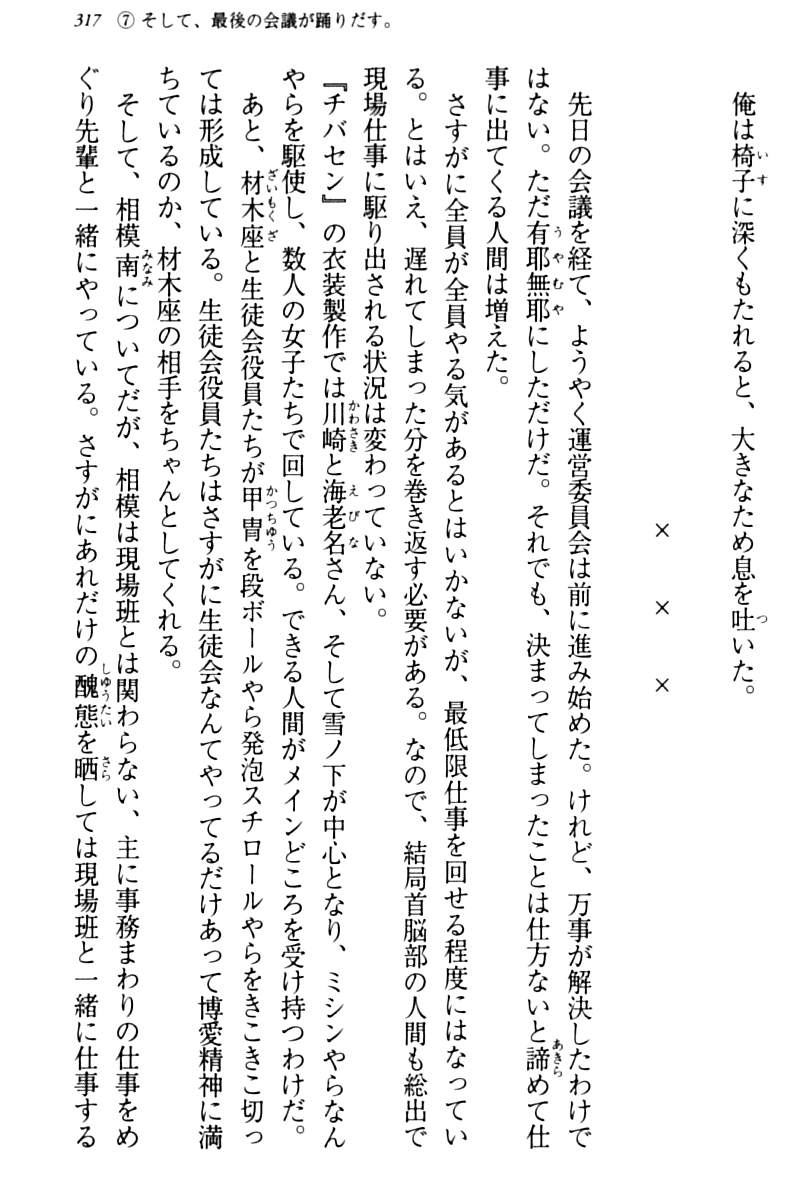 317 ⑦ そして、最後の会議が踊りだす。
俺は椅子に深くもたれると、大きなため息を吐いた。
× × ×
先日の会議を経て、ようやく運営委員会は前に進み始めた。けれど、万事が解決したわけで
はない。ただ有耶無耶にしただけだ。それでも、決まってしまったことは仕方ないと諦めて仕
事に出てくる人間は増えた。
さすがに全員が全員やる気があるとはいかないが、最低限仕事を回せる程度にはなってい
る。とはいえ、遅れてしまった分を巻き返す必要がある。なので、結局首脳部の人間も総出で
現場仕事に駆り出される状況は変わっていない。
『チバセン』の衣装製作では川崎と海老名さん、そして雪ノ下が中心となり、ミシンやらなん
やらを駆使し、数人の女子たちで回している。できる人間がメインどころを受け持つわけだ。
あと、材木座と生徒会役員たちが甲冑を段ボールやら発泡スチロールやらをきこきこ切っ
ては形成している。生徒会役員たちはさすがに生徒会なんてやってるだけあって博愛精神に満
ちているのか、材木座の相手をちゃんとしてくれる。
そして、相模南についてだが、相模は現場班とは関わらない、主に事務まわりの仕事をめ
ぐり先輩と一緒にやっている。さすがにあれだけの醜態を晒しては現場班と一緒に仕事する